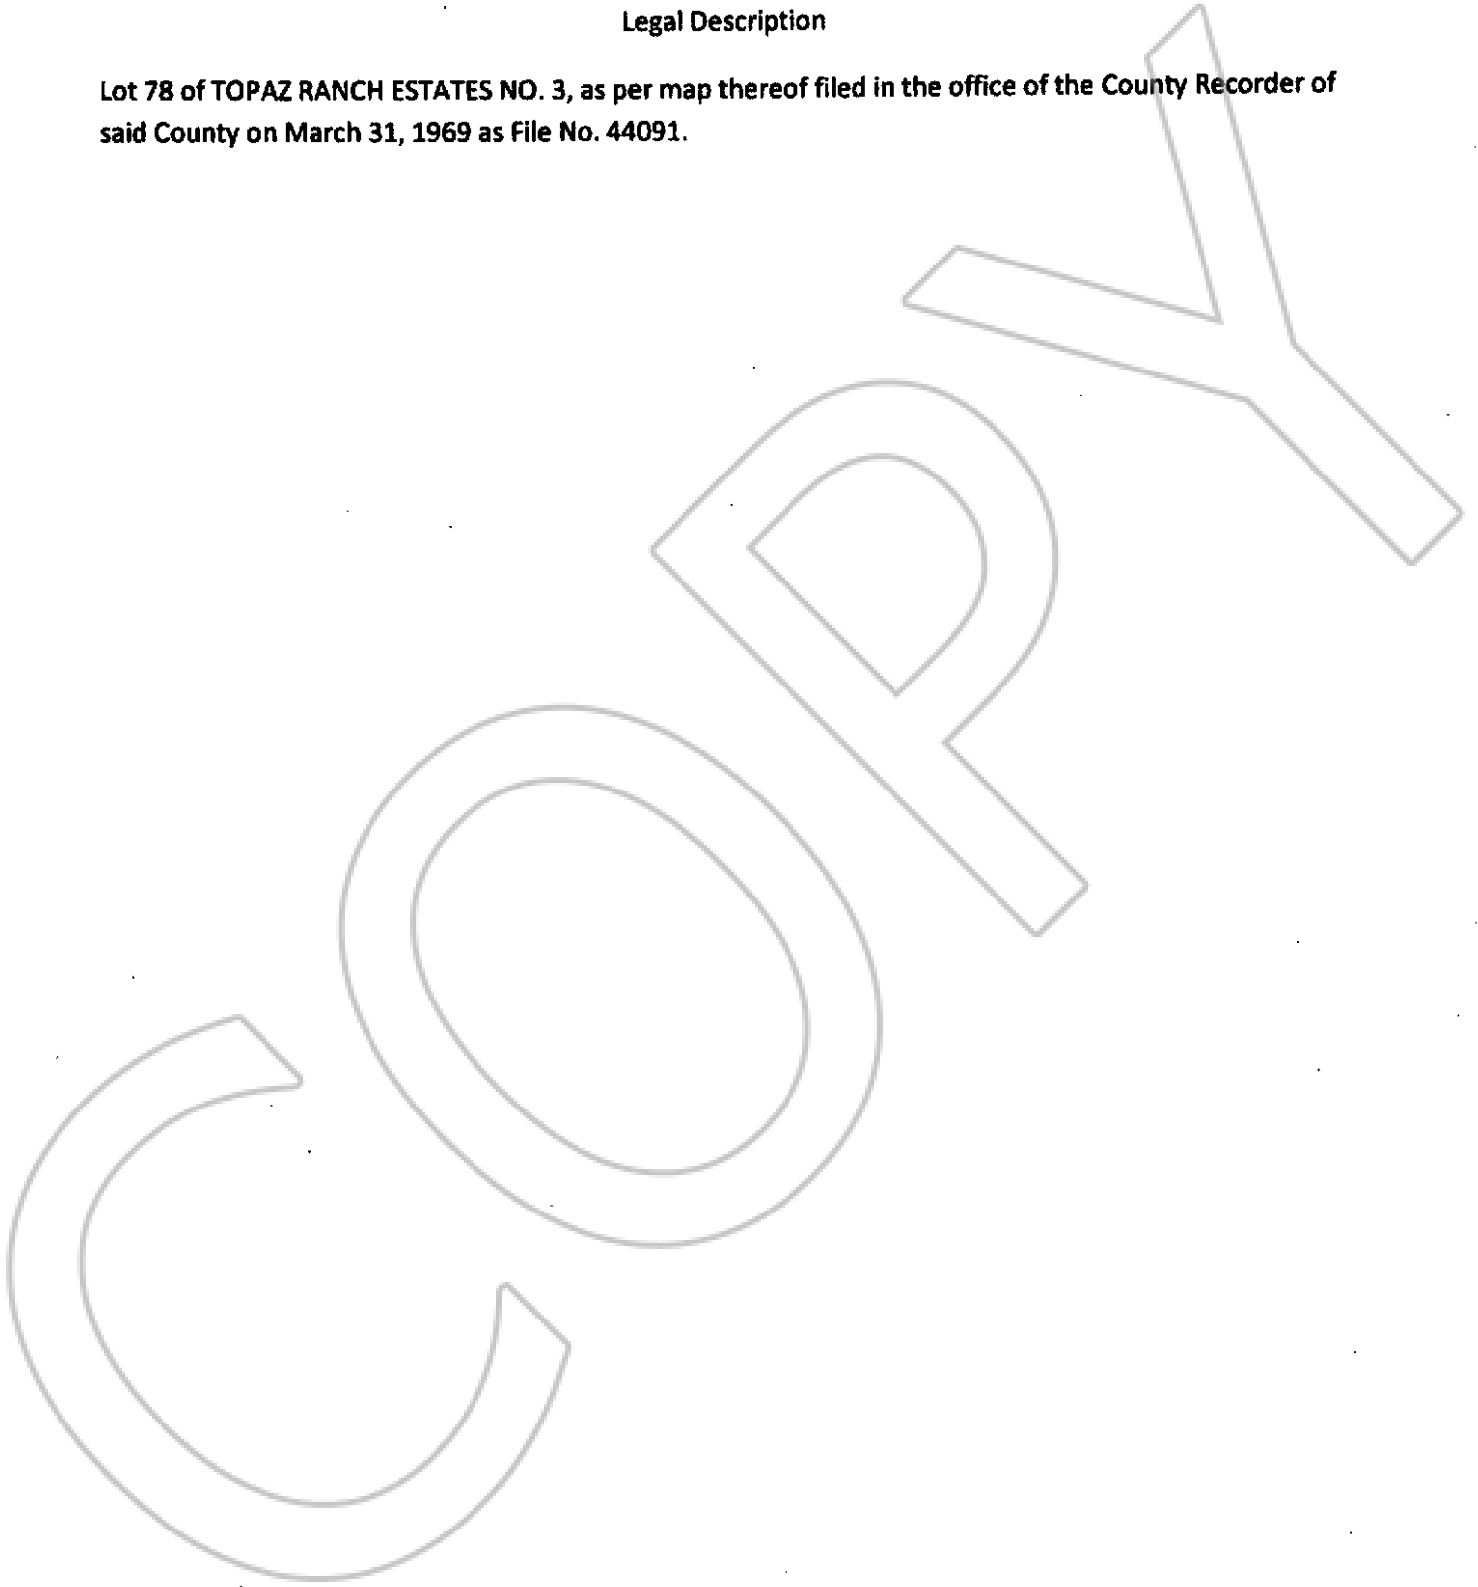 Legal Description
Lot 78 of TOPAZ RANCH ESTATES NO. 3, as per map thereof filed in the office of the County Recorder of
said County on March 31, 1969 as File No. 44091.
COPY